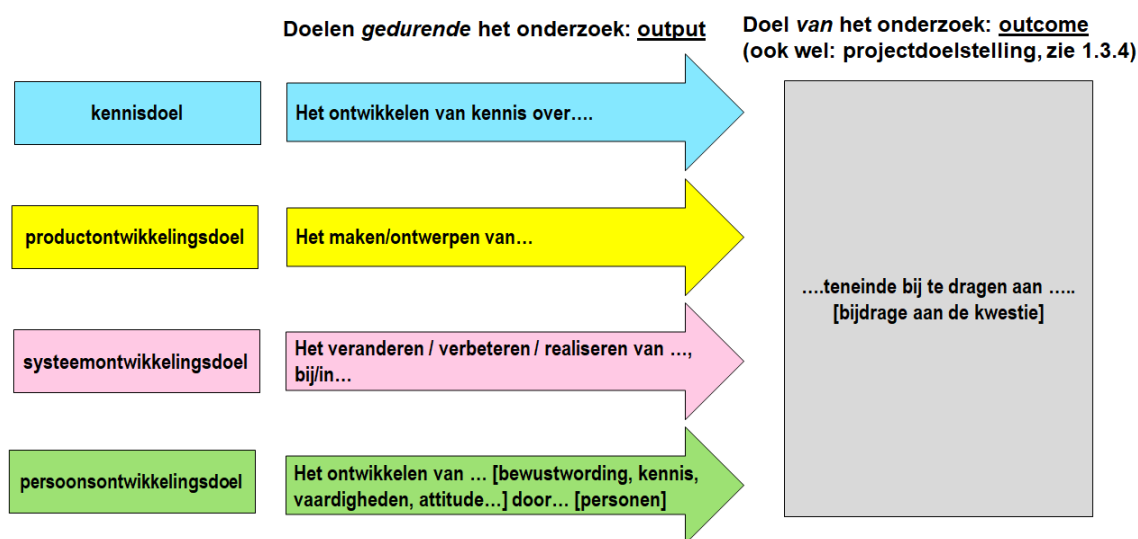 Doelen gedurende het onderzoek: output
Doel van het onderzoek: outcome
(ook wel: projectdoelstelling, zie 1.3.4)
kennisdoel
Het ontwikkelen van kennis over….
productontwikkelingsdoel
Het maken/ontwerpen van…
….teneinde bij te dragen aan …..
[bijdrage aan de kwestie]
systeemontwikkelingsdoel
Het veranderen / verbeteren / realiseren van …,
bij/in…
persoonsontwikkelingsdoel
Het ontwikkelen van … [bewustwording, kennis,
vaardigheden, attitude…] door… [personen]